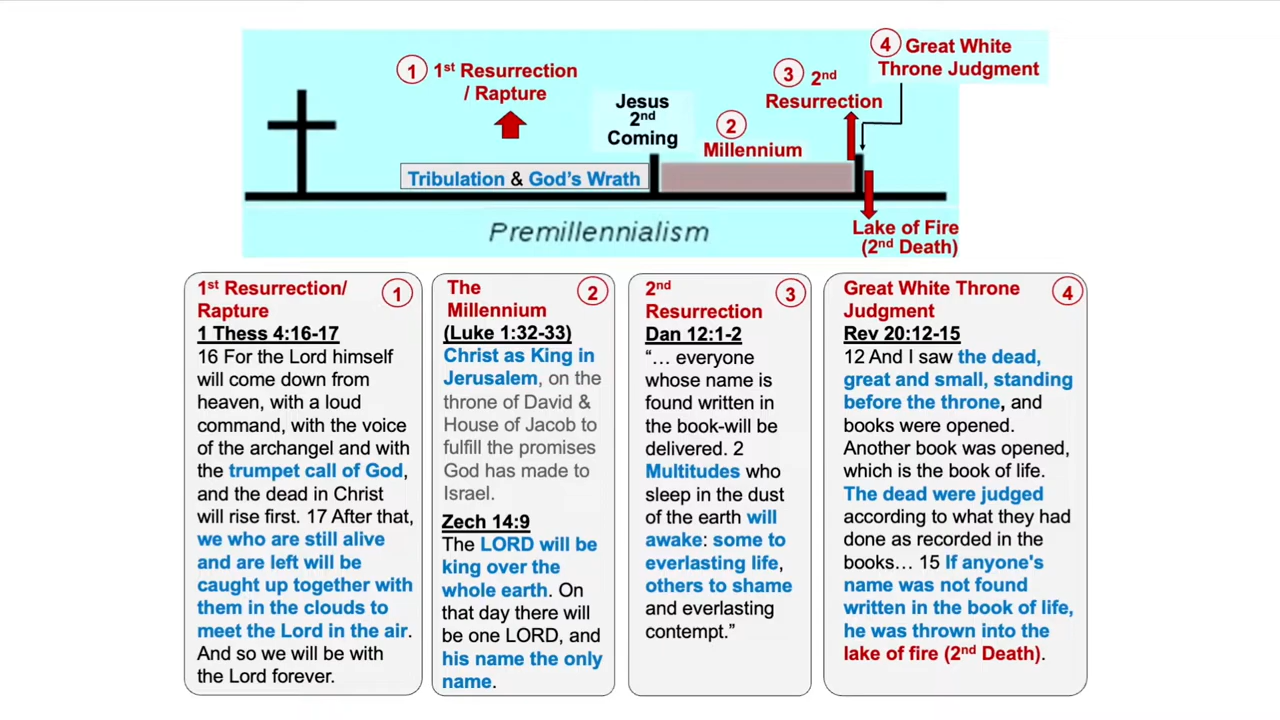 4 Great White
Throne Judgment
1 1st Resurrection
/ Rapture
3 2nd
Resurrection
Jesus
2nd
Coming
2
Millennium
Tribulation & God's Wrath
Premillennialism
Lake of Fire
(2nd Death)
1st Resurrection/
Rapture
1
1 Thess 4:16-17
16 For the Lord himself
will come down from
heaven, with a loud
command, with the voice
of the archangel and with
the trumpet call of God,
and the dead in Christ
will rise first. 17 After that,
we who are still alive
and are left will be
caught up together with
them in the clouds to
meet the Lord in the air.
And so we will be with
the Lord forever.
The
Millennium
2
(Luke 1:32-33)
Christ as King in
Jerusalem, on the
throne of David &
House of Jacob to
fulfill the promises
God has made to
Israel.
Zech 14:9
The LORD will be
king over the
whole earth. On
that day there will
be one LORD, and
his name the only
name.
2nd
Resurrection
3
Dan 12:1-2
"… everyone
whose name is
found written in
the book-will be
delivered. 2
Multitudes who
sleep in the dust
of the earth will
awake: some to
everlasting life,
others to shame
and everlasting
contempt."
Great White Throne
Judgment
4
Rev 20:12-15
12 And I saw the dead,
great and small, standing
before the throne, and
books were opened.
Another book was opened,
which is the book of life.
The dead were judged
according to what they had
done as recorded in the
books… 15 If anyone's
name was not found
written in the book of life,
he was thrown into the
lake of fire (2nd Death).